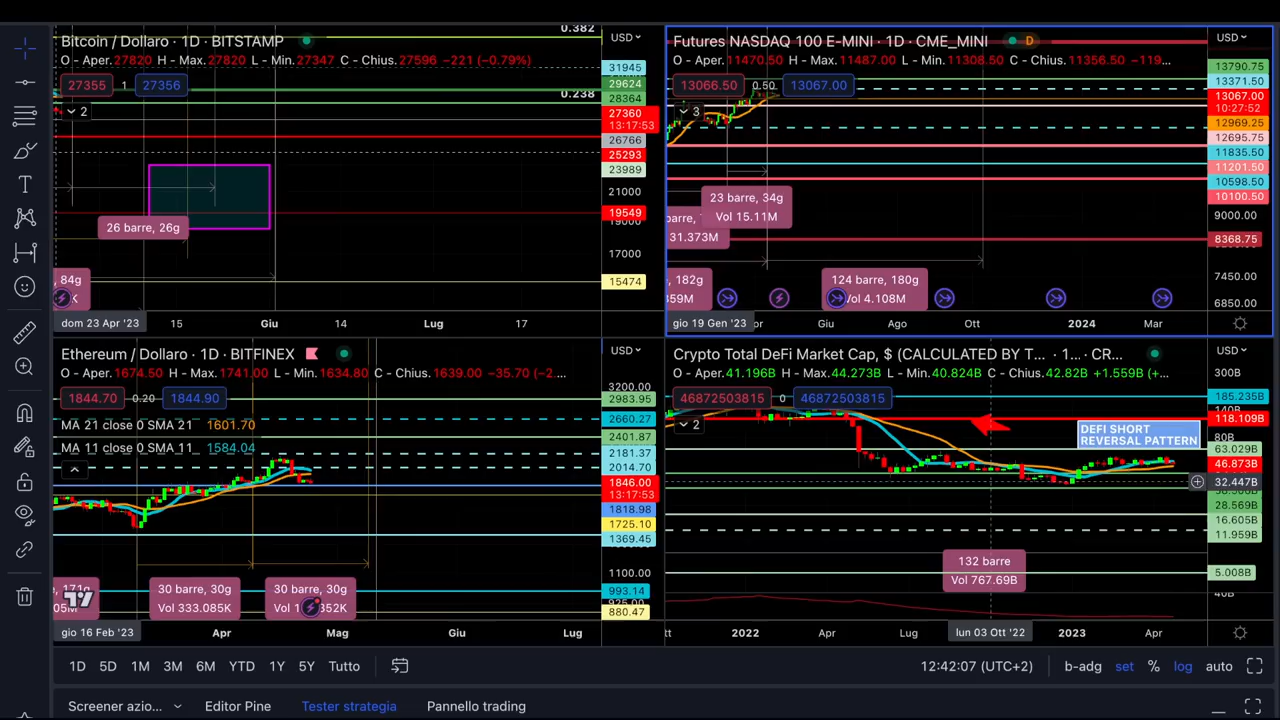 0.382
Bitcoin / Dollaro · 1D · BITSTAMP
USD
O - Aper. 27820 H - Max. 27820 L - Min. 27347 C - Chius. 27596 −221 (−0.79%)
27355 1 27356
31945
29624
28364
0.238
2
27360
13:17:53
26766
25293
23989
21000
19549
19000
26 barre, 26g
17000
15474
84g
dom 23 Apr '23
15 Giu 14 Lug 17
Futures NASDAQ 100 E-MINI · 1D · CME_MINI
D
USD
O - Aper. 11470.50 H - Max. 11487.00 L - Min. 11308.50 C - Chius. 11356.50 −119...
13066.50 0.50 13067.00
3
13790.75
13371.50
13067.00
10:27:52
12969.25
12695.75
11835.50
11201.50
10598.50
10100.50
9000.00
8368.75
7450.00
6850.00
23 barre, 34g
Vol 15.11M
31.373M
182g
359M
124 barre, 180g
Vol 4.108M
gio 19 Gen '23
Giu Ago Ott 2024 Mar
Ethereum / Dollaro · 1D · BITFINEX
USD
O - Aper. 1674.50 H - Max. 1741.00 L - Min. 1634.80 C - Chius. 1639.00 −35.70 (−2...
1844.70 0.20 1844.90
MA 21 close 0 SMA 21 1601.70
MA 11 close 0 SMA 11 1584.04
3200.00
2983.95
2660.27
2401.87
2181.37
2014.70
1846.00
13:17:53
1818.98
1725.10
1369.45
1100.00
993.14
925.00
880.47
171g
30 barre, 30g
Vol 333.085K
30 barre, 30g
gio 16 Feb '23
Apr Mag Giu Lug
Crypto Total DeFi Market Cap, $ (CALCULATED BY T... · 1... · CR...
USD
O - Aper. 41.196B H - Max. 44.273B L - Min. 40.824B C - Chius. 42.82B +1.559B (+...
46872503815 0 46872503815
2
300B
185.235B
140B
118.109B
80B
63.029B
46.873B
32.447B
28.569B
16.605B
11.959B
5.008B
40B
DEFI SHORT
REVERSAL PATTERN
132 barre
Vol 767.69B
2022 Apr Lug lun 03 Ott '22 2023 Apr
1D 5D 1M 3M 6M YTD 1Y 5Y Tutto
12:42:07 (UTC+2) b-adg set % log auto
Screener azio... Editor Pine Tester strategia Pannello trading